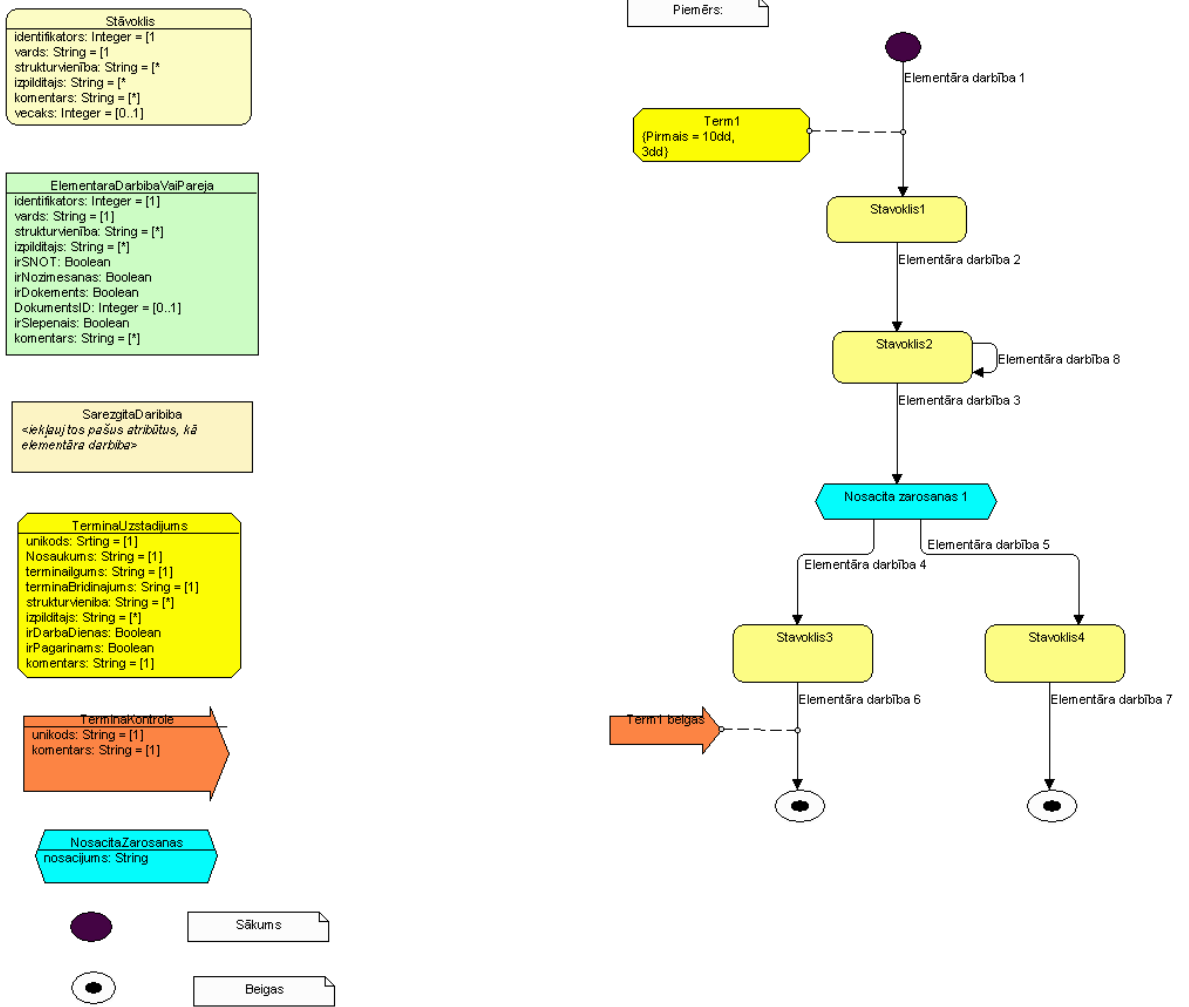 Stāvoklis
identifikators: Integer = [1
vards: String = [1
strukturvienība: String = [*
izpilditajs: String = [*
komentars: String = [*]
vecaks: Integer = [0..1]
ElementaraDarbibaVaiPareja
identifikators: Integer = [1]
vards: String = [1]
strukturvienība: String = [*]
izpilditajs: String = [*]
irSNOT: Boolean
irNozimesanas: Boolean
irDokements: Boolean
DokumentsID: Integer = [0..1]
irSlepenais: Boolean
komentars: String = [*]
SarezgitaDaribiba
<iekļauj tos pašus atribūtus, kā
elementāra darbiba>
TerminaUzstadijums
unikods: Srting = [1]
Nosaukums: String = [1]
terminailgums: String = [1]
terminaBridinajums: Sring = [1]
strukturvieniba: String = [*]
izpilditajs: String = [*]
irDarbaDienas: Boolean
irPagarinams: Boolean
komentars: String = [1]
TerminaKontrole
unikods: String = [1]
komentars: String = [1]
NosacitaZarosanas
nosacijums: String
Sākums
Beigas
Piemērs:
Elementāra darbība 1
Term1
{Pirmais = 10dd,
3dd}
Stavoklis1
Elementāra darbība 2
Stavoklis2
Elementāra darbība 8
Elementāra darbība 3
Nosacita zarosanas 1
Elementāra darbība 5
Elementāra darbība 4
Stavoklis3
Stavoklis4
Elementāra darbība 6
Elementāra darbība 7
Term1 beigas